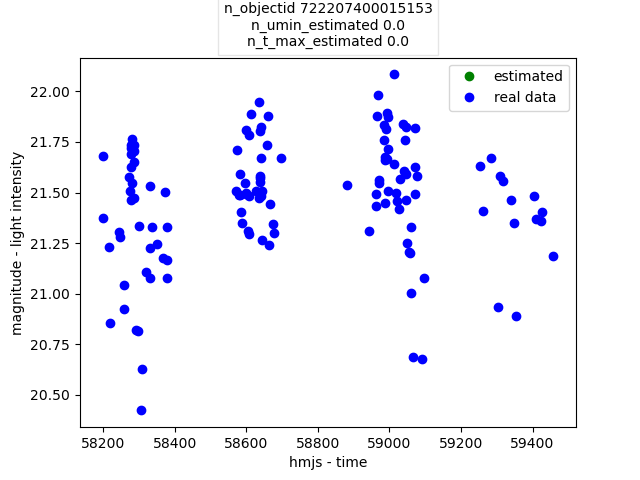 n_objectid 722207400015153
n_umin_estimated 0.0
n_t_max_estimated 0.0
estimated
real data
22.00
21.75
21.50
21.25
21.00
20.75
20.50
magnitude - light intensity
58200 58400 58600 58800 59000 59200 59400
hmjs - time